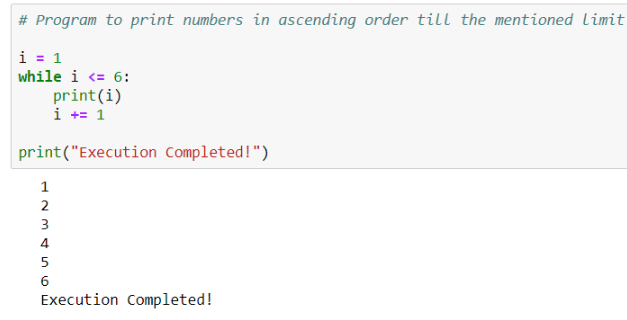 # Program to print numbers in ascending order till the mentioned limit
i = 1
while i <= 6:
    print(i)
    i += 1
print("Execution Completed!")
1
2
3
4
5
6
Execution Completed!